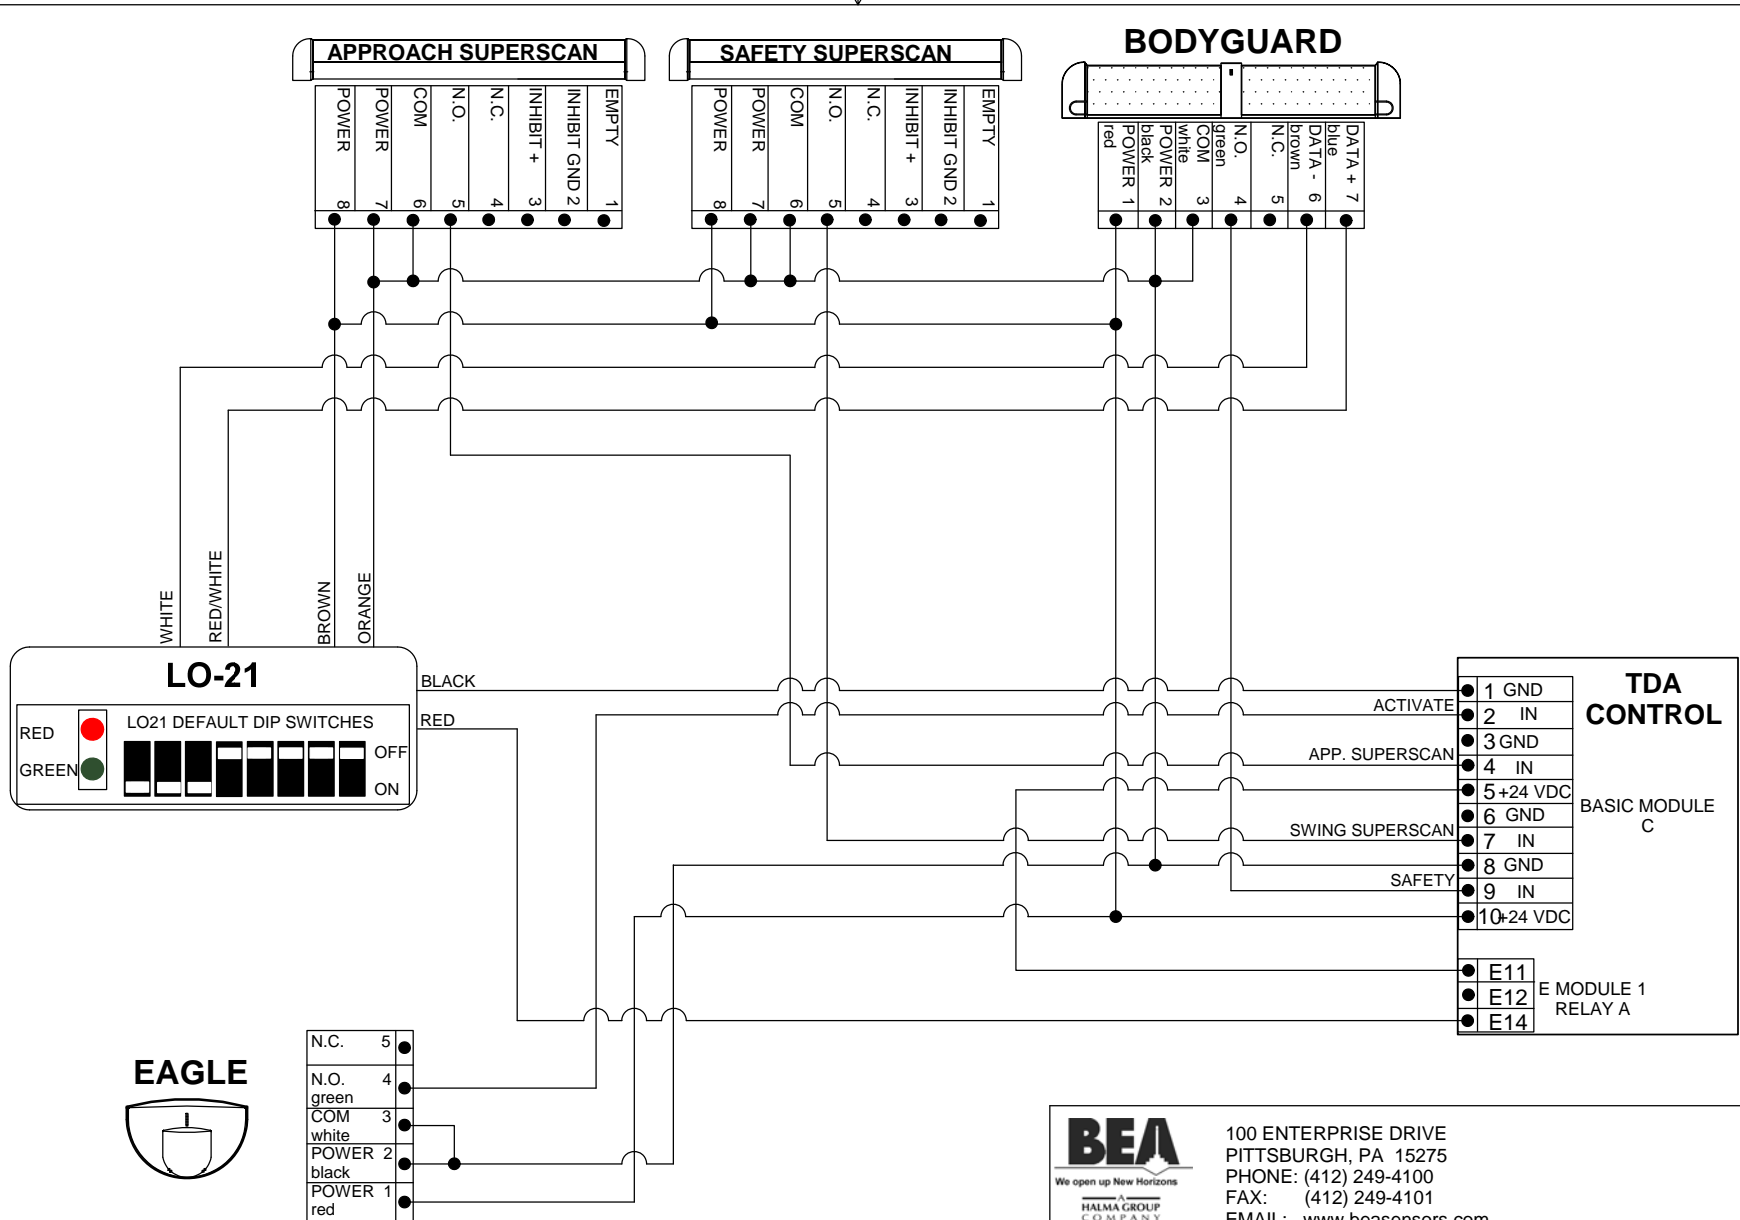 APPROACH SUPERSCAN
POWER 8
POWER 7
COM 6
N.O. 5
N.C. 4
INHIBIT + 3
INHIBIT GND 2
EMPTY 1
SAFETY SUPERSCAN
POWER 8
POWER 7
COM 6
N.O. 5
N.C. 4
INHIBIT + 3
INHIBIT GND 2
EMPTY 1
BODYGUARD
POWER 1
red
POWER 2
black
COM 3
white
N.O. 4
green
N.C. 5
DATA - 6
brown
DATA + 7
blue
WHITE
RED/WHITE
BROWN
ORANGE
LO-21
RED
GREEN
LO21 DEFAULT DIP SWITCHES
OFF
ON
BLACK
RED
ACTIVATE
APP. SUPERSCAN
SWING SUPERSCAN
SAFETY
TDA
CONTROL
1 GND
2 IN
3 GND
4 IN
5 +24 VDC
6 GND
7 IN
8 GND
9 IN
10 +24 VDC
BASIC MODULE
C
E11
E12
E14
E MODULE 1
RELAY A
EAGLE
N.C. 5
N.O. 4
green
COM 3
white
POWER 2
black
POWER 1
red
BEA
We open up New Horizons
A
HALMA GROUP
COMPANY
100 ENTERPRISE DRIVE
PITTSBURGH, PA 15275
PHONE: (412) 249-4100
FAX: (412) 249-4101
EMAIL: www.beasensors.com